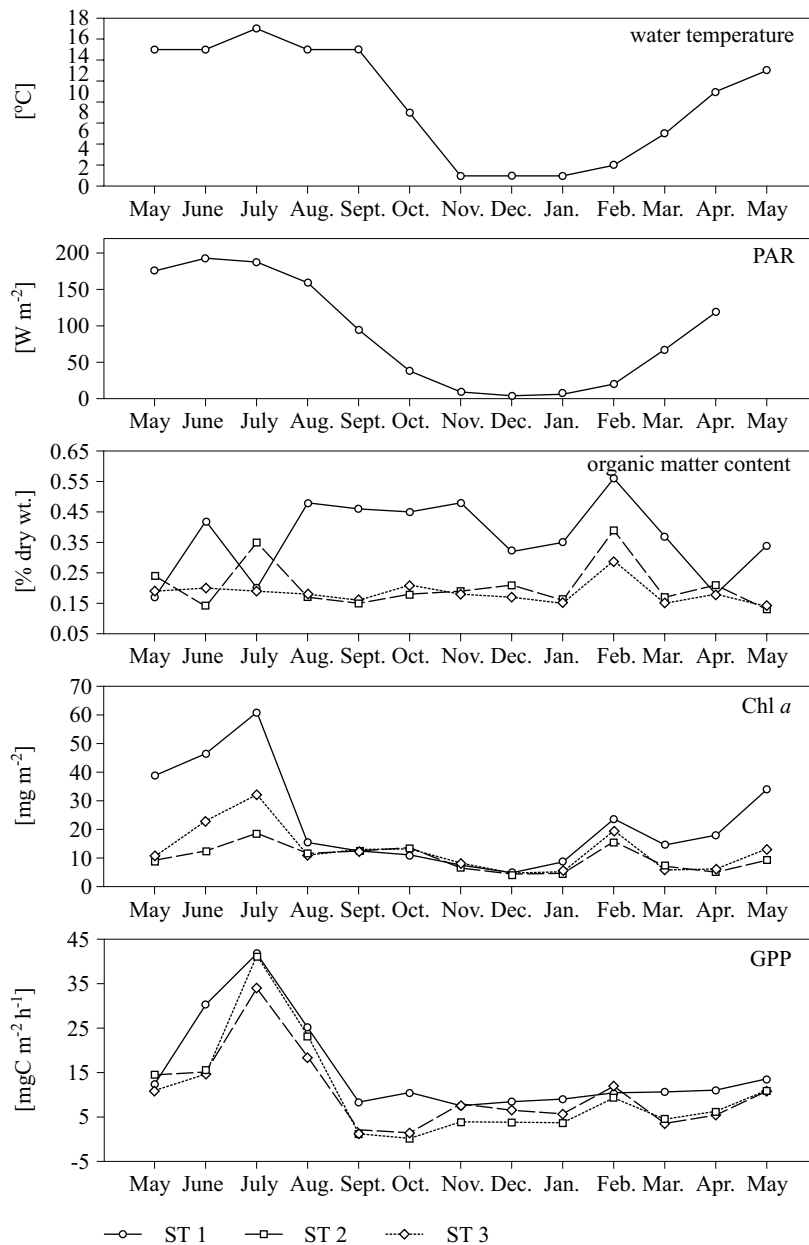 water temperature
[ºC]
18
16
14
12
10
8
6
4
2
0
May June July Aug. Sept. Oct. Nov. Dec. Jan. Feb. Mar. Apr. May
PAR
[W m-2]
200
150
100
50
0
May June July Aug. Sept. Oct. Nov. Dec. Jan. Feb. Mar. Apr. May
organic matter content
[% dry wt.]
0.65
0.55
0.45
0.35
0.25
0.15
0.05
May June July Aug. Sept. Oct. Nov. Dec. Jan. Feb. Mar. Apr. May
Chl a
[mg m-2]
70
60
50
40
30
20
10
0
May June July Aug. Sept. Oct. Nov. Dec. Jan. Feb. Mar. Apr. May
GPP
[mgC m-2 h-1]
45
35
25
15
5
-5
May June July Aug. Sept. Oct. Nov. Dec. Jan. Feb. Mar. Apr. May
ST 1 ST 2 ST 3